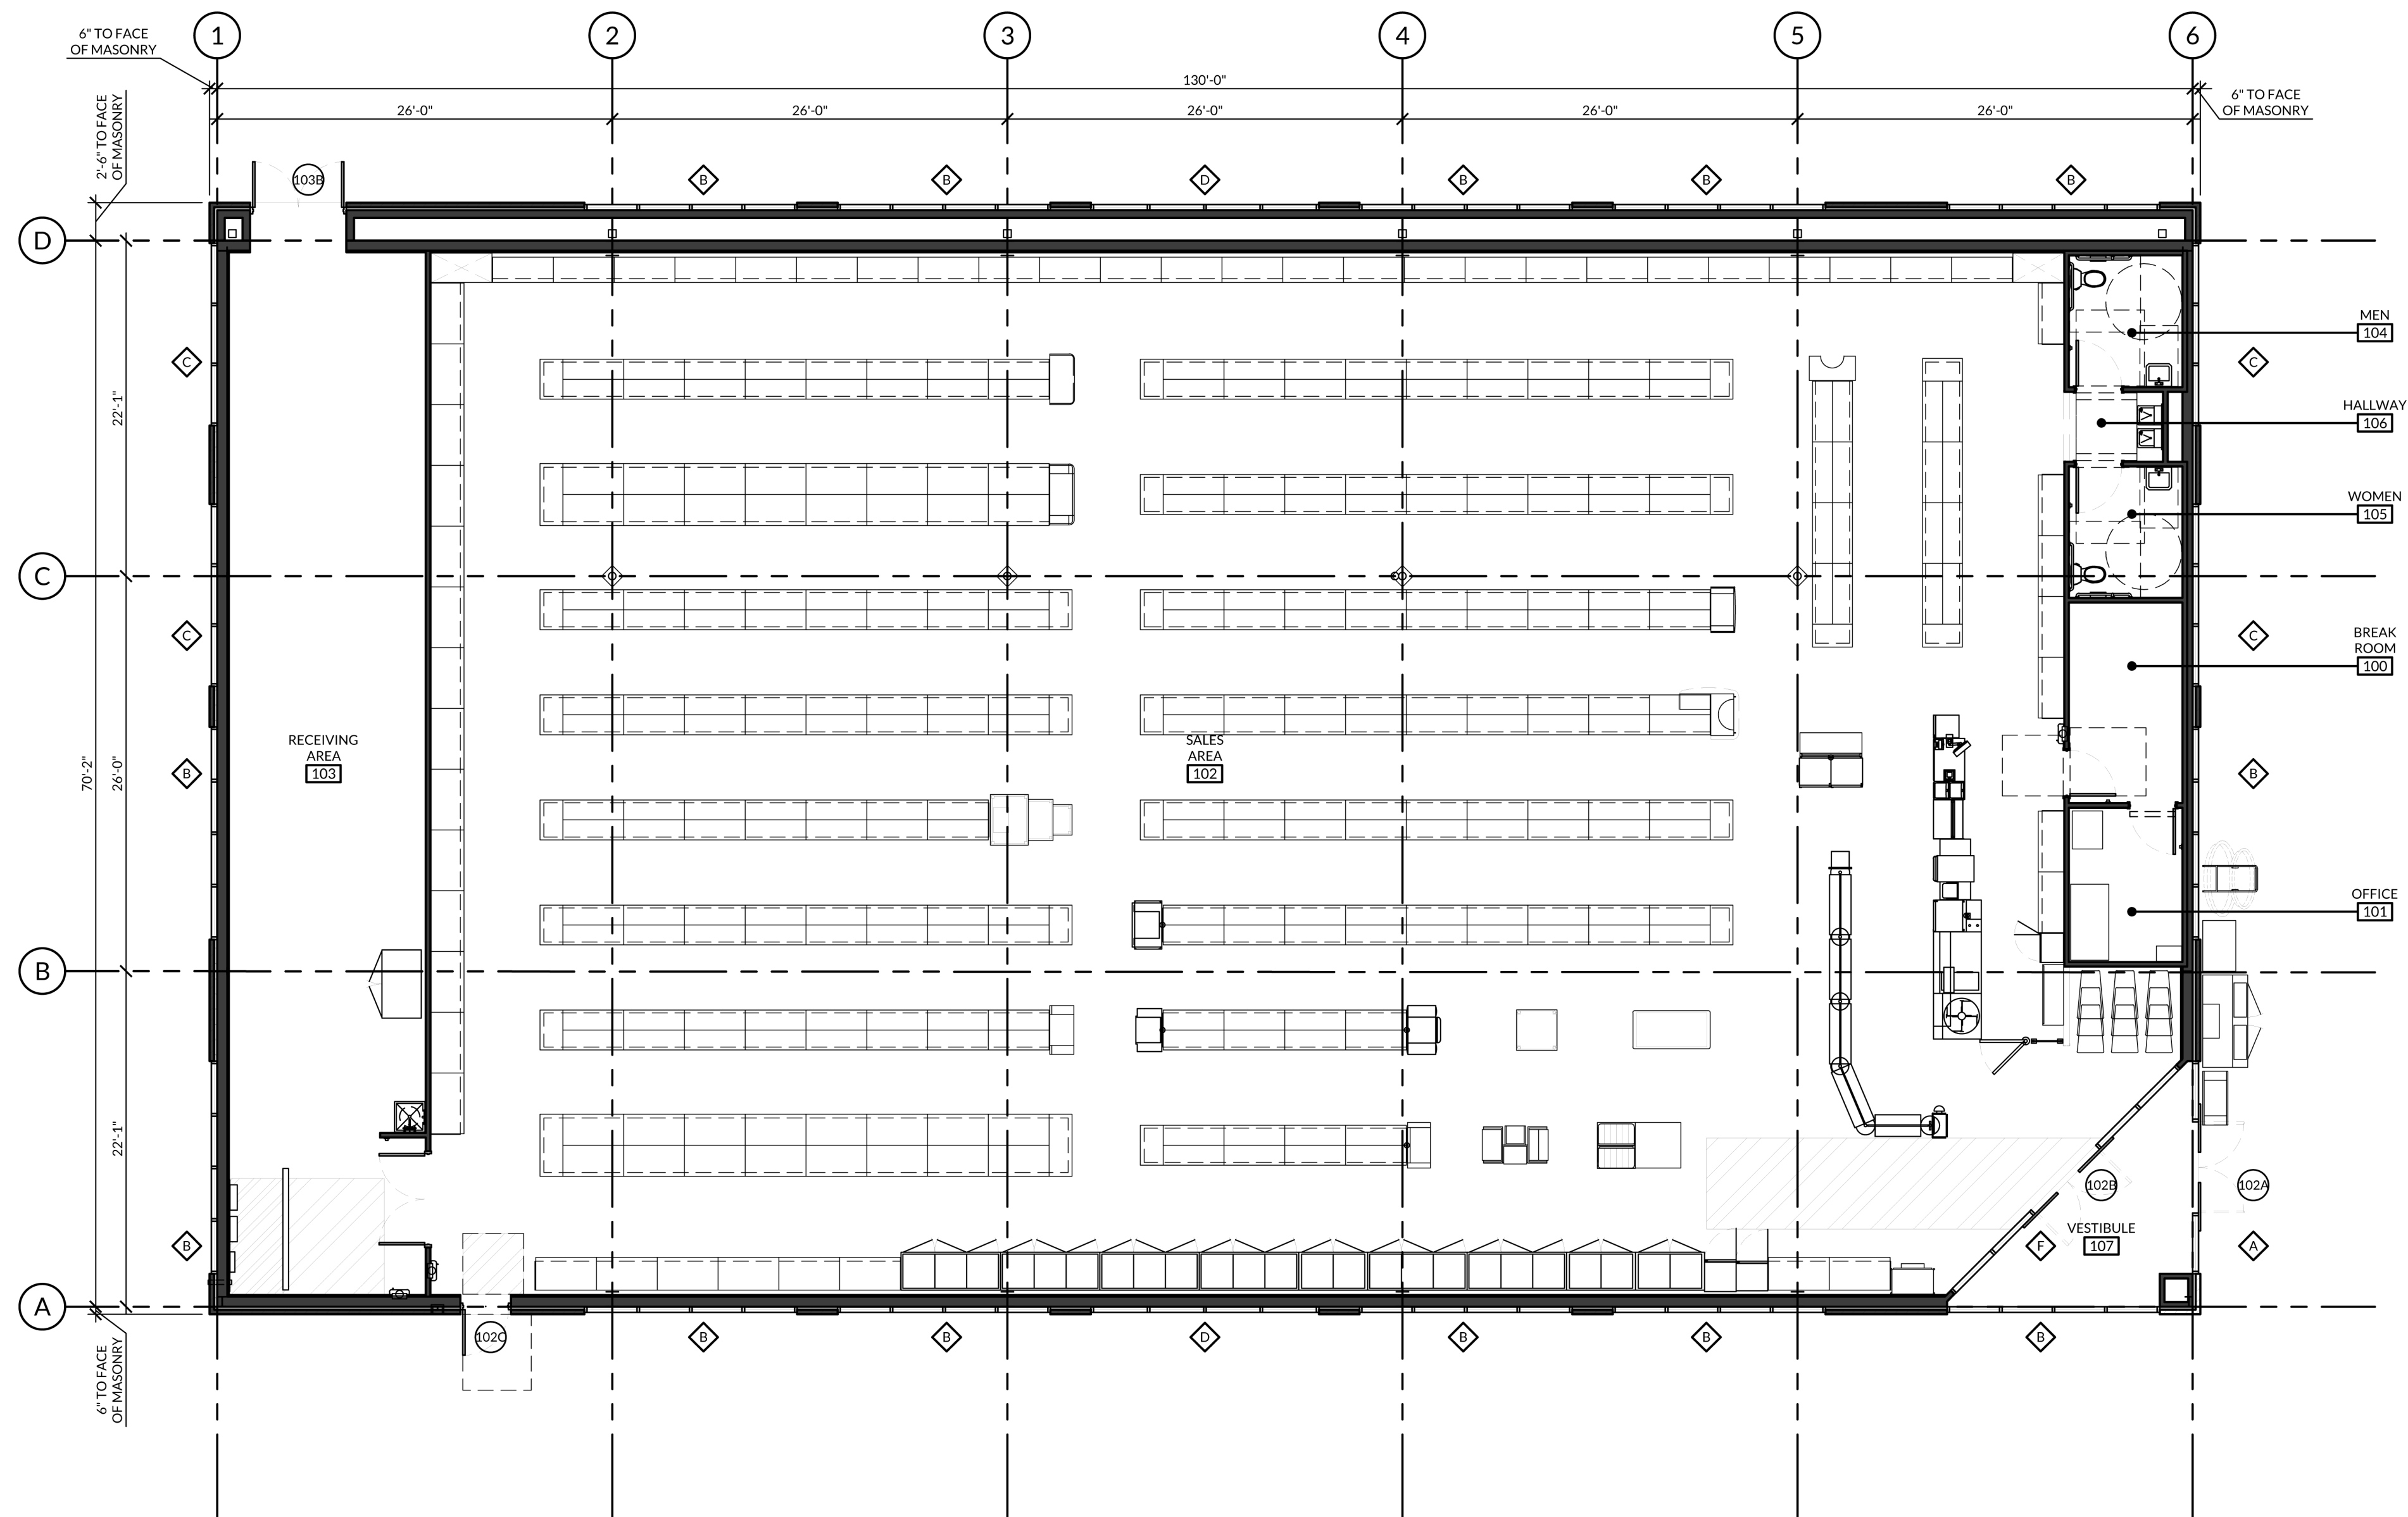 6" TO FACE
OF MASONRY
1
2
3
4
5
6
130'-0"
26'-0"
26'-0"
26'-0"
26'-0"
26'-0"
6" TO FACE
OF MASONRY
2'-6" TO FACE
OF MASONRY
103B
B
B
D
B
B
B
D
C
C
MEN
104
22'-1"
HALLWAY
106
WOMEN
105
C
C
C
BREAK
ROOM
100
RECEIVING
AREA
103
SALES
AREA
102
B
B
70'-2"
26'-0"
OFFICE
101
B
22'-1"
102B
102A
VESTIBULE
107
B
F
A
A
102C
B
B
D
B
B
B
6" TO FACE
OF MASONRY